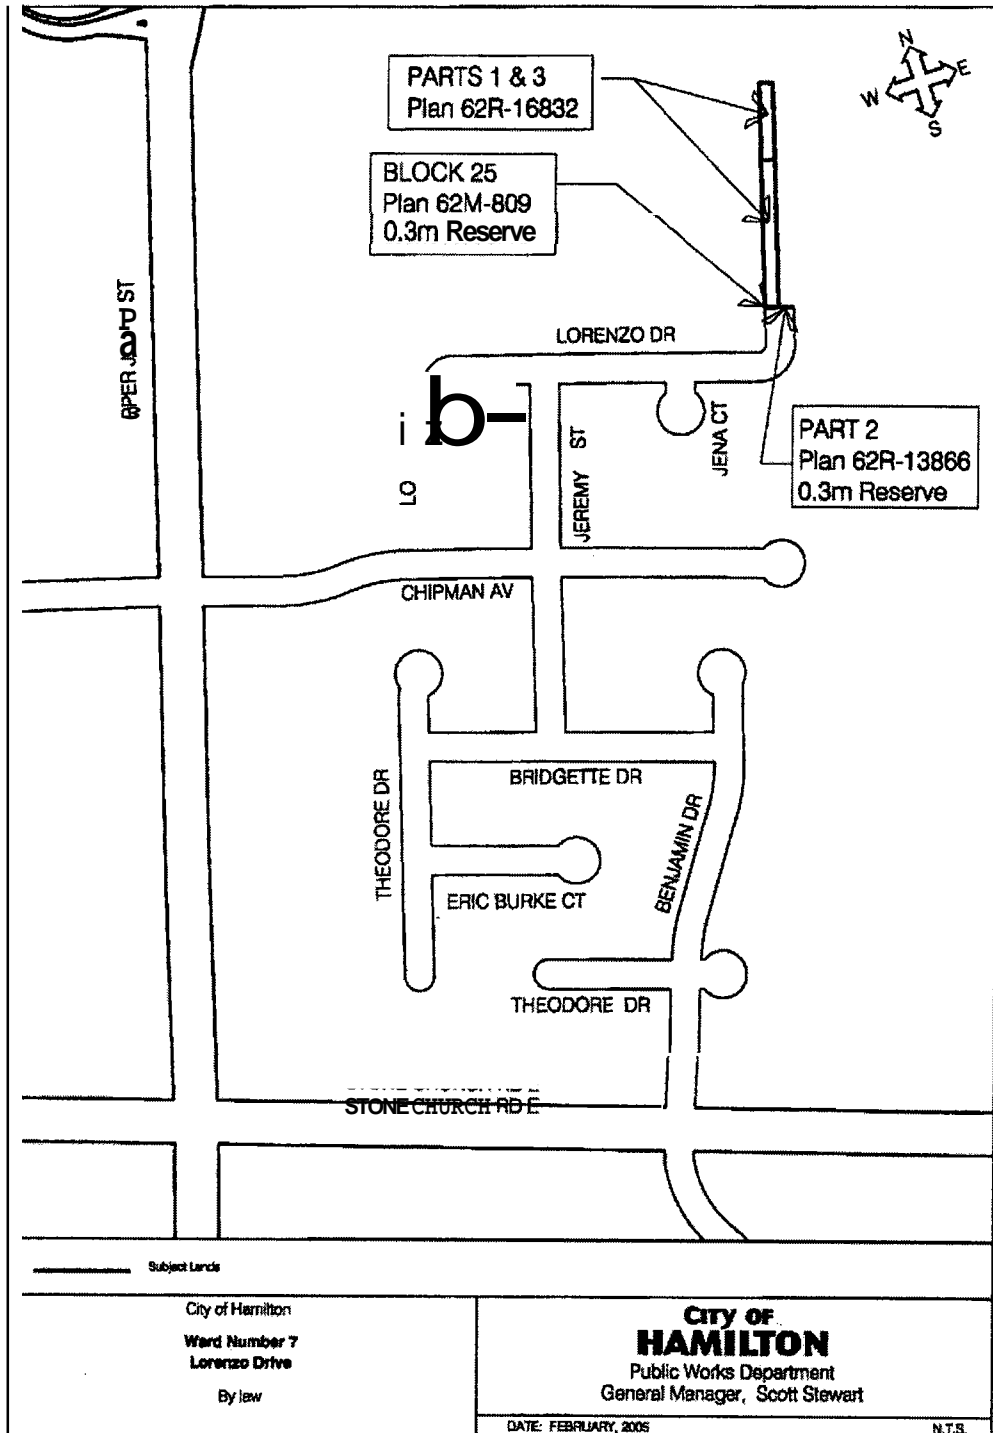 N
E
W
S
PARTS 1 & 3
Plan 62R-16832
BLOCK 25
Plan 62M-809
0.3m Reserve
ST
LORENZO DR
b-
i
LO
JEREMY ST
JENA CT
PART 2
Plan 62R-13866
0.3m Reserve
CHIPMAN AV
THEODORE DR
BRIDGETTE DR
BENJAMIN DR
ERIC BURKE CT
THEODORE DR
STONE CHURCH RD E
Subject Lands
City of Hamilton
Ward Number 7
Lorenzo Drive
By law
CITY OF
HAMILTON
Public Works Department
General Manager, Scott Stewart
DATE: FEBRUARY, 2005
N.T.S.